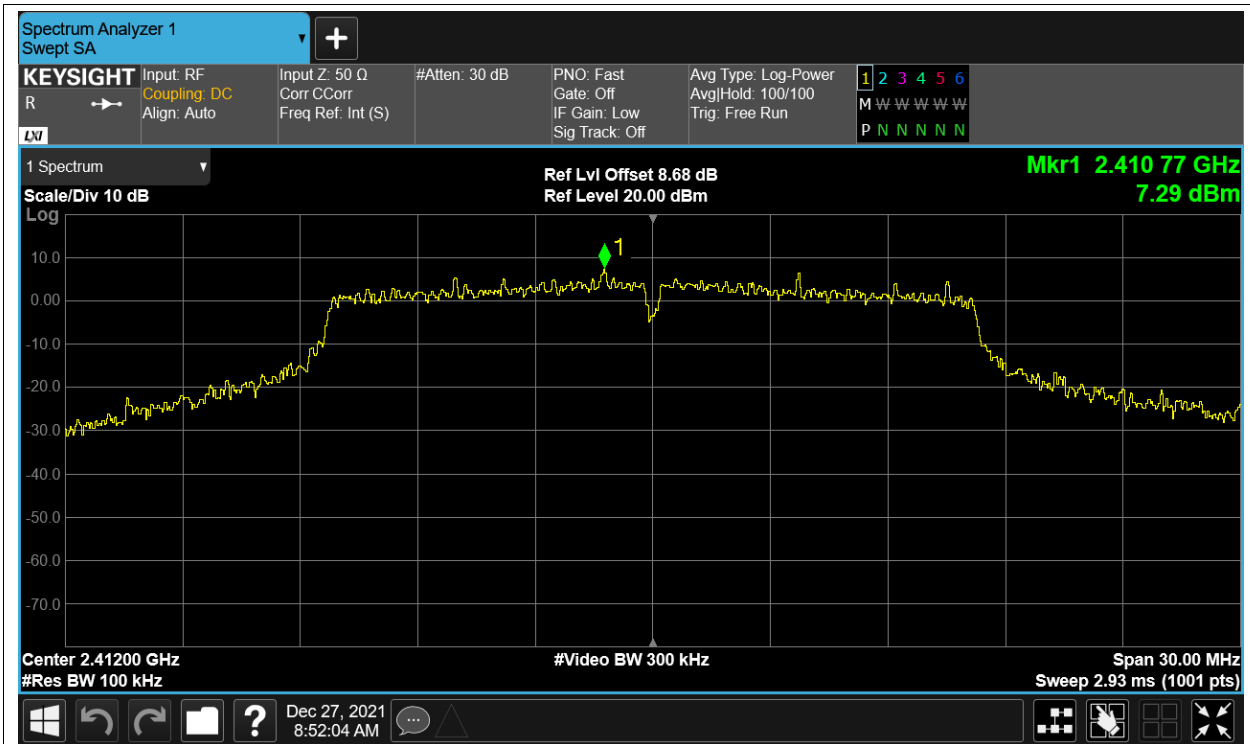 Spectrum Analyzer 1
Swept SA
KEYSIGHT
R
LXI
Input: RF
Coupling: DC
Align: Auto
Input Z: 50 Ω
Corr CCorr
Freq Ref: Int (S)
#Atten: 30 dB
PNO: Fast
Gate: Off
IF Gain: Low
Sig Track: Off
Avg Type: Log-Power
Avg|Hold: 100/100
Trig: Free Run
1 2 3 4 5 6
M W W W W W
P N N N N N
1 Spectrum
Scale/Div 10 dB
Log
Ref Lvl Offset 8.68 dB
Ref Level 20.00 dBm
Mkr1 2.410 77 GHz
7.29 dBm
1
10.0
0.00
-10.0
-20.0
-30.0
-40.0
-50.0
-60.0
-70.0
Center 2.41200 GHz
#Res BW 100 kHz
#Video BW 300 kHz
Span 30.00 MHz
Sweep 2.93 ms (1001 pts)
?
Dec 27, 2021
8:52:04 AM